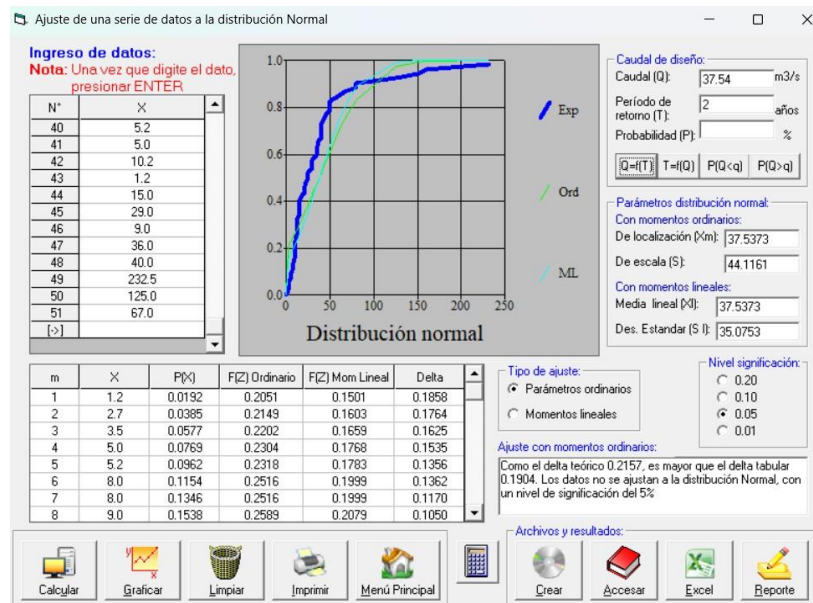 Ajuste de una serie de datos a la distribución Normal
Ingreso de datos:
Nota: Una vez que digite el dato,
presionar ENTER
N° X
40 5.2
41 5.0
42 10.2
43 1.2
44 15.0
45 29.0
46 9.0
47 36.0
48 40.0
49 232.5
50 125.0
51 67.0
[->]
1.0
0.8
0.6
0.4
0.2
0.0
0 50 100 150 200 250
Exp
Ord
ML
Distribución normal
Caudal de diseño:
Caudal (Q): 37.54 m3/s
Período de
retorno (T): 2 años
Probabilidad (P): %
Q=f(T) T=f(Q) P(Q<q) P(Q>q)
Parámetros distribución normal:
Con momentos ordinarios:
De localización (Xm): 37.5373
De escala (S): 44.1161
Con momentos lineales:
Media lineal (Xl): 37.5373
Des. Estandar (S l): 35.0753
m X P(X) F(Z) Ordinario F(Z) Mom Lineal Delta
1 1.2 0.0192 0.2051 0.1501 0.1858
2 2.7 0.0385 0.2149 0.1603 0.1764
3 3.5 0.0577 0.2202 0.1659 0.1625
4 5.0 0.0769 0.2304 0.1768 0.1535
5 5.2 0.0962 0.2318 0.1783 0.1356
6 8.0 0.1154 0.2516 0.1999 0.1362
7 8.0 0.1346 0.2516 0.1999 0.1170
8 9.0 0.1538 0.2589 0.2079 0.1050
Tipo de ajuste:
Parámetros ordinarios
Momentos lineales
Nivel significación:
0.20
0.10
0.05
0.01
Ajuste con momentos ordinarios:
Como el delta teórico 0.2157, es mayor que el delta tabular
0.1904. Los datos no se ajustan a la distribución Normal, con
un nivel de significación del 5%
Archivos y resultados:
Calcular Graficar Limpiar Imprimir Menú Principal Crear Accesar Excel Reporte